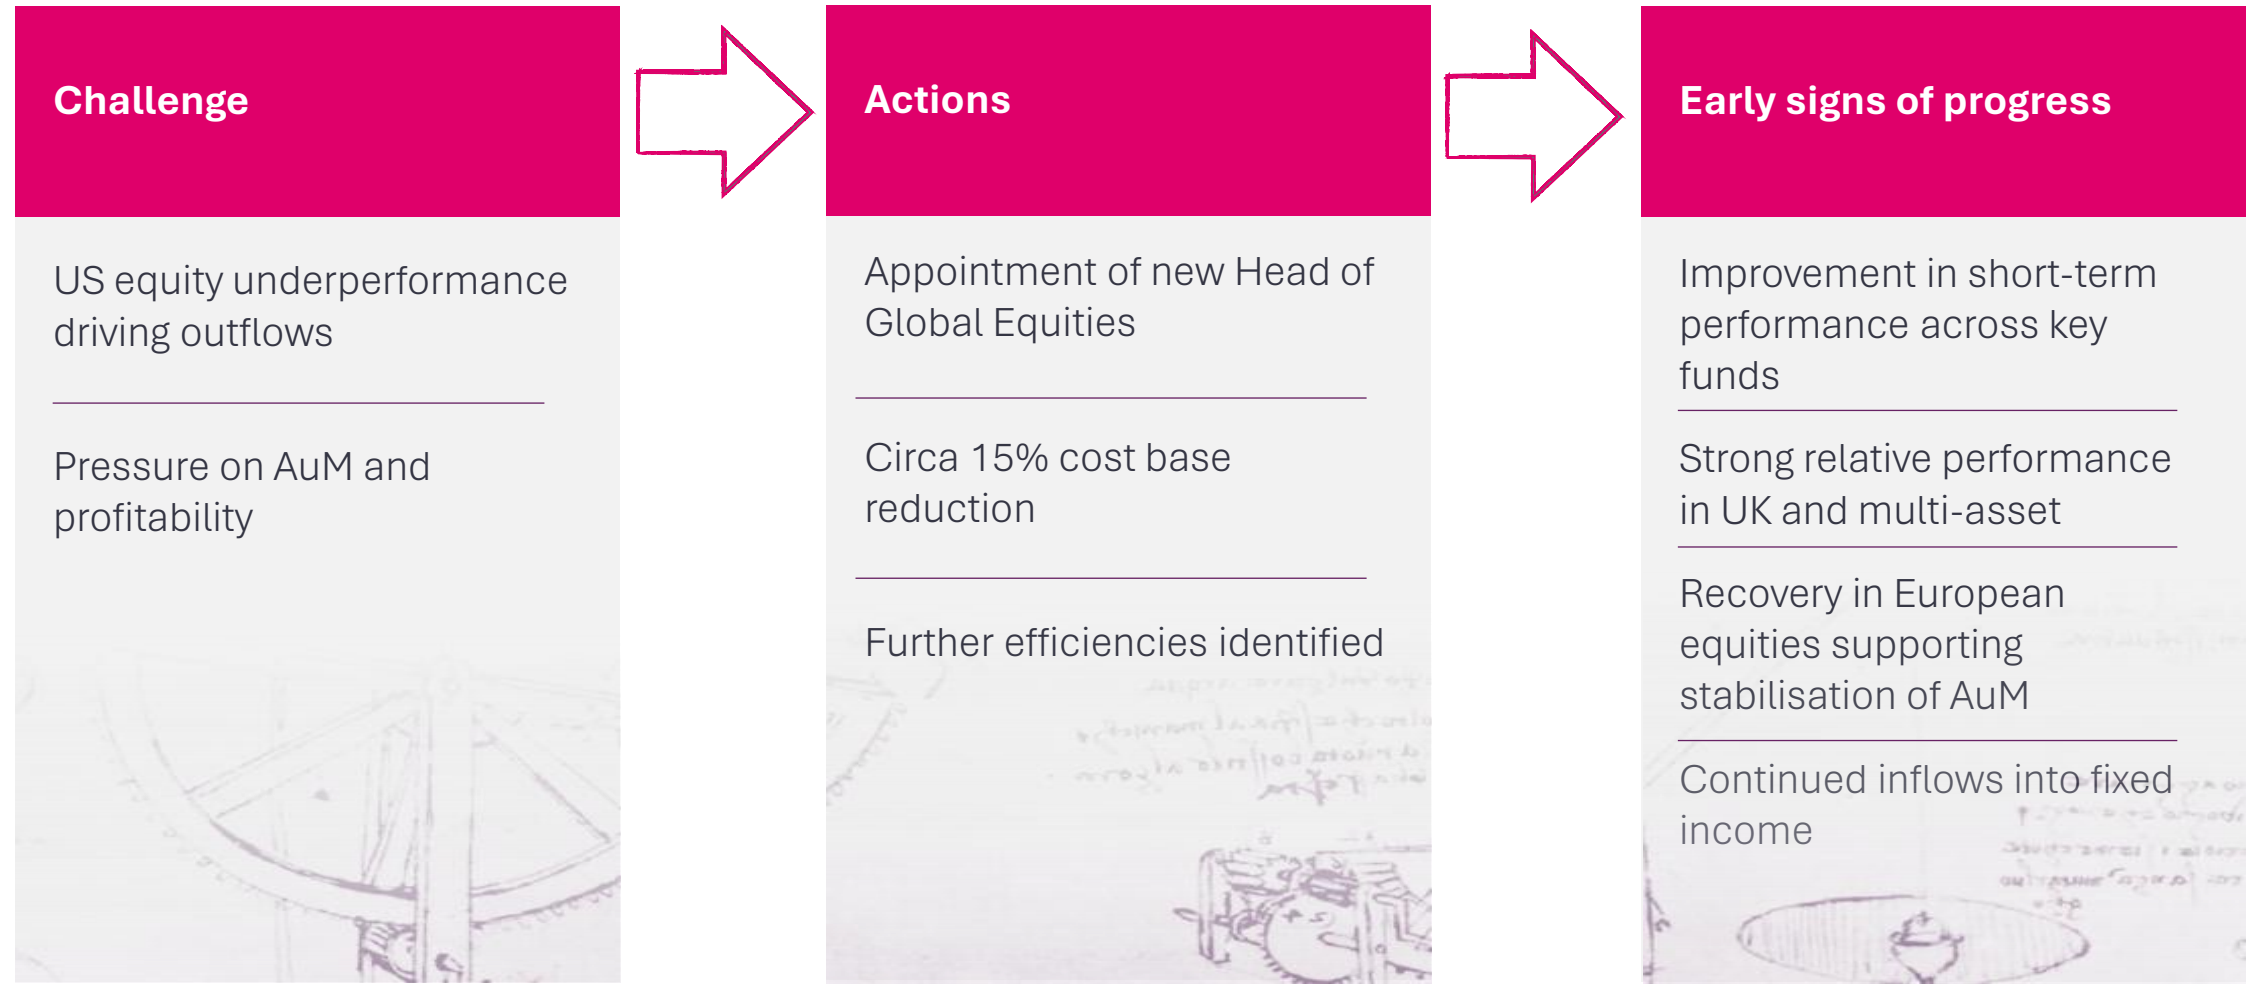 Challenge
US equity underperformance
driving outflows
Pressure on AuM and
profitability
Actions
Appointment of new Head of
Global Equities
Circa 15% cost base
reduction
Further efficiencies identified
Early signs of progress
Improvement in short-term
performance across key
funds
Strong relative performance
in UK and multi-asset
Recovery in European
equities supporting
stabilisation of AuM
Continued inflows into fixed
income